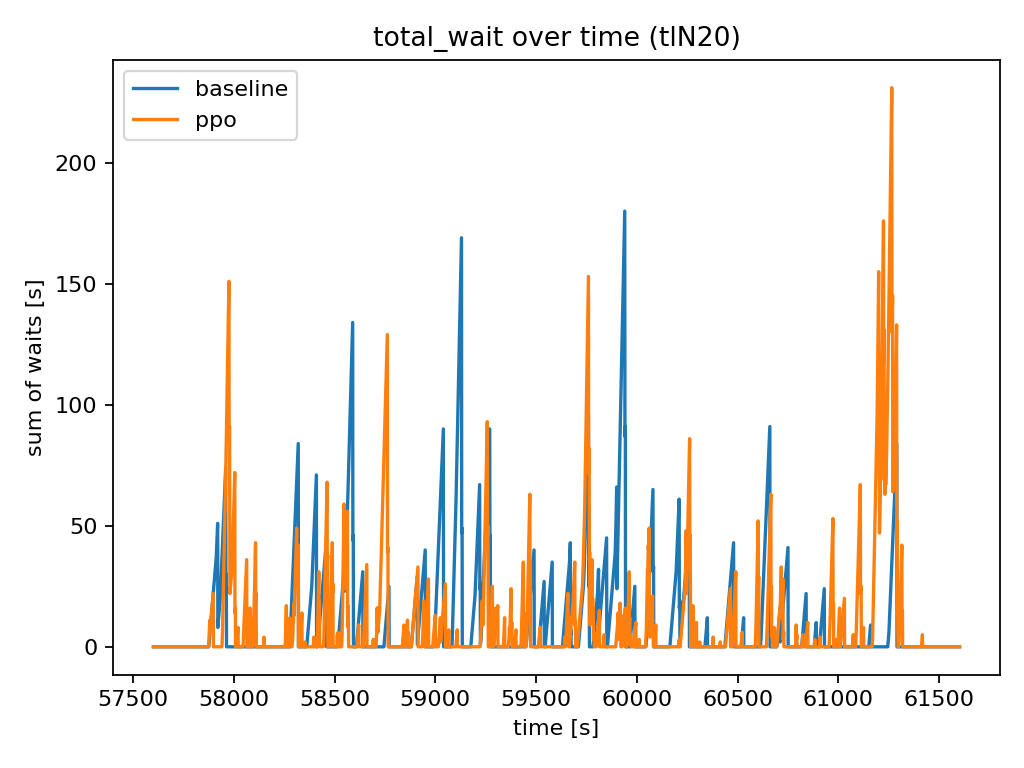 total_wait over time (tlN20)
baseline
ppo
sum of waits [s]
200
150
100
50
0
57500 58000 58500 59000 59500 60000 60500 61000 61500
time [s]